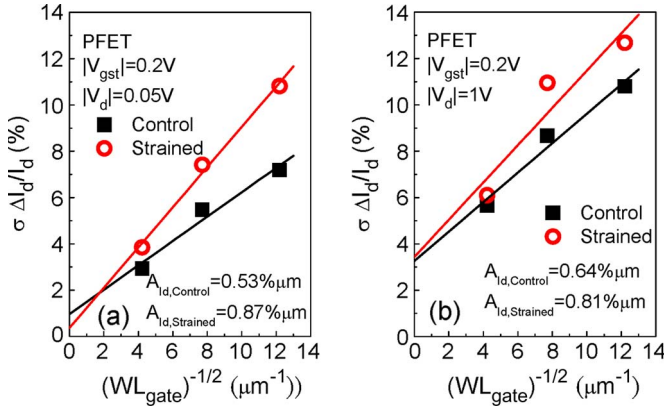 (a)
PFET
|V_gst|=0.2V
|V_d|=0.05V
Control
Strained
A_Id,Control=0.53%μm
A_Id,Strained=0.87%μm
σ ΔI_d/I_d (%)
14
12
10
8
6
4
2
0
0 2 4 6 8 10 12 14
(WL_gate)^-1/2 (μm^-1))
(b)
PFET
|V_gst|=0.2V
|V_d|=1V
Control
Strained
A_Id,Control=0.64%μm
A_Id,Strained=0.81%μm
σ ΔI_d/I_d (%)
14
12
10
8
6
4
2
0
0 2 4 6 8 10 12 14
(WL_gate)^-1/2 (μm^-1)